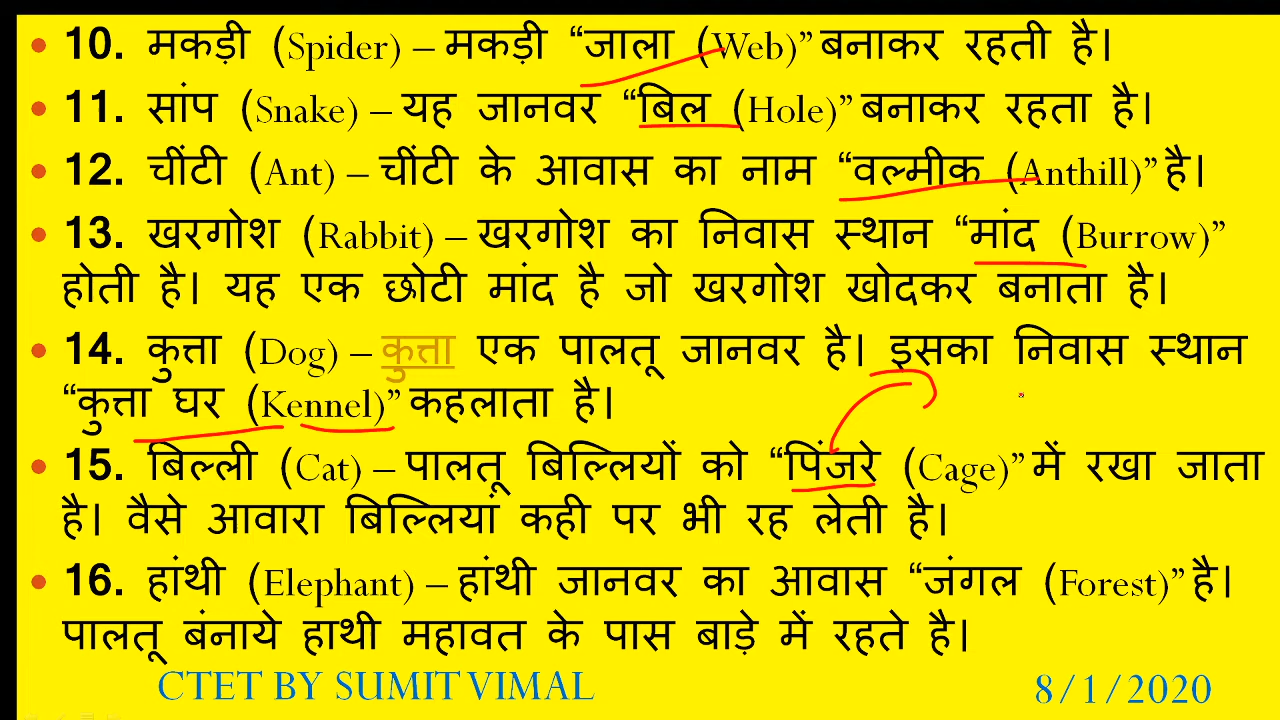 • 10. मकड़ी (Spider) – मकड़ी “जाला (Web)” बनाकर रहती है।
• 11. सांप (Snake) – यह जानवर “बिल (Hole)” बनाकर रहता है।
• 12. चींटी (Ant) – चींटी के आवास का नाम “वल्मीक (Anthill)” है।
• 13. खरगोश (Rabbit) – खरगोश का निवास स्थान “मांद (Burrow)”
होती है। यह एक छोटी मांद है जो खरगोश खोदकर बनाता है।
• 14. कुत्ता (Dog) – कुत्ता एक पालतू जानवर है। इसका निवास स्थान
“कुत्ता घर (Kennel)” कहलाता है।
• 15. बिल्ली (Cat) – पालतू बिल्लियों को “पिंजरे (Cage)” में रखा जाता
है। वैसे आवारा बिल्लियां कही पर भी रह लेती है।
• 16. हांथी (Elephant) – हांथी जानवर का आवास “जंगल (Forest)” है।
पालतू बंनाये हाथी महावत के पास बाड़े में रहते है।
CTET BY SUMIT VIMAL
8/1/2020